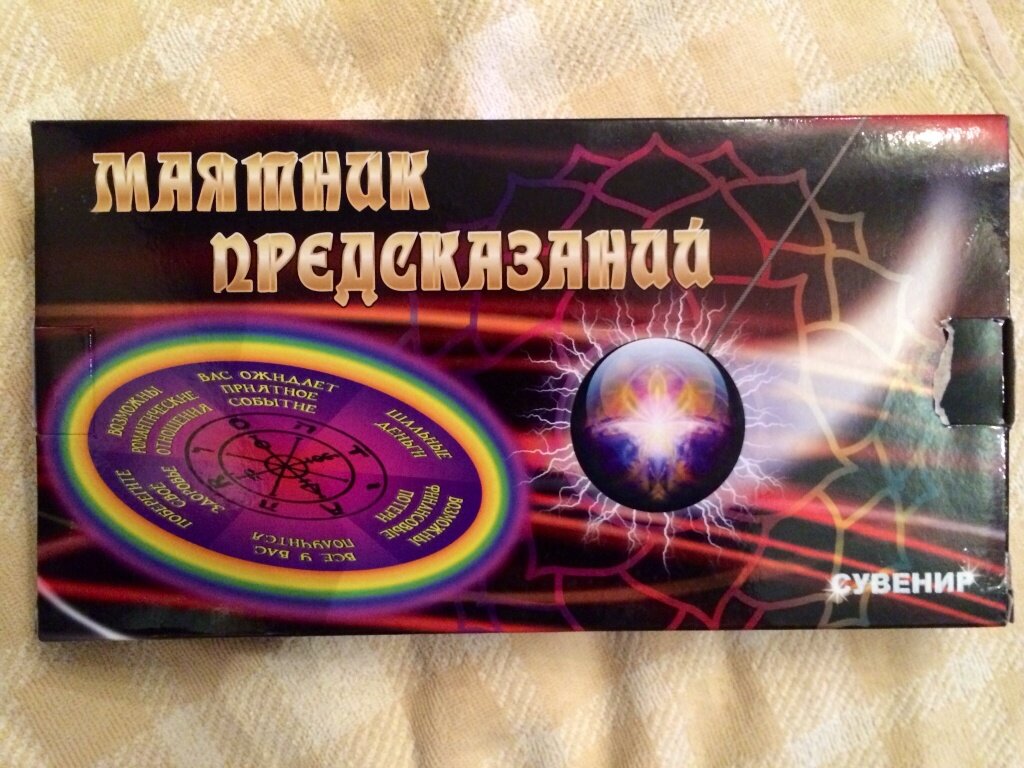 МАЯТНИК
ПРЕДСКАЗАНИЙ
ВАС ОЖИДАЕТ
ПРИЯТНОЕ
СОБЫТИЕ
ШАЛЬНЫЕ
ДЕНЬГИ
ВОЗМОЖНЫ
ФИНАНСОВЫЕ
ПОТЕРИ
ВСЕ У ВАС
ПОЛУЧИТСЯ
ПОБЕРЕГИТЕ
СВОЁ
ЗДОРОВЬЕ
ВОЗМОЖНЫ
РОМАНТИЧЕСКИЕ
ОТНОШЕНИЯ
СУВЕНИР